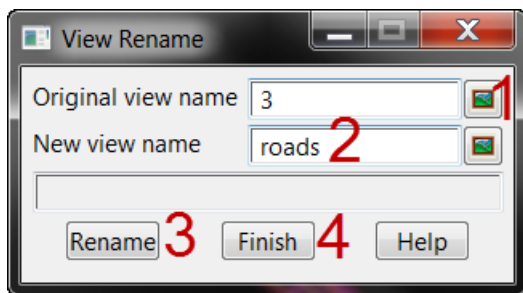 View Rename
Original view name 3 1
New view name roads 2
Rename 3 Finish 4 Help